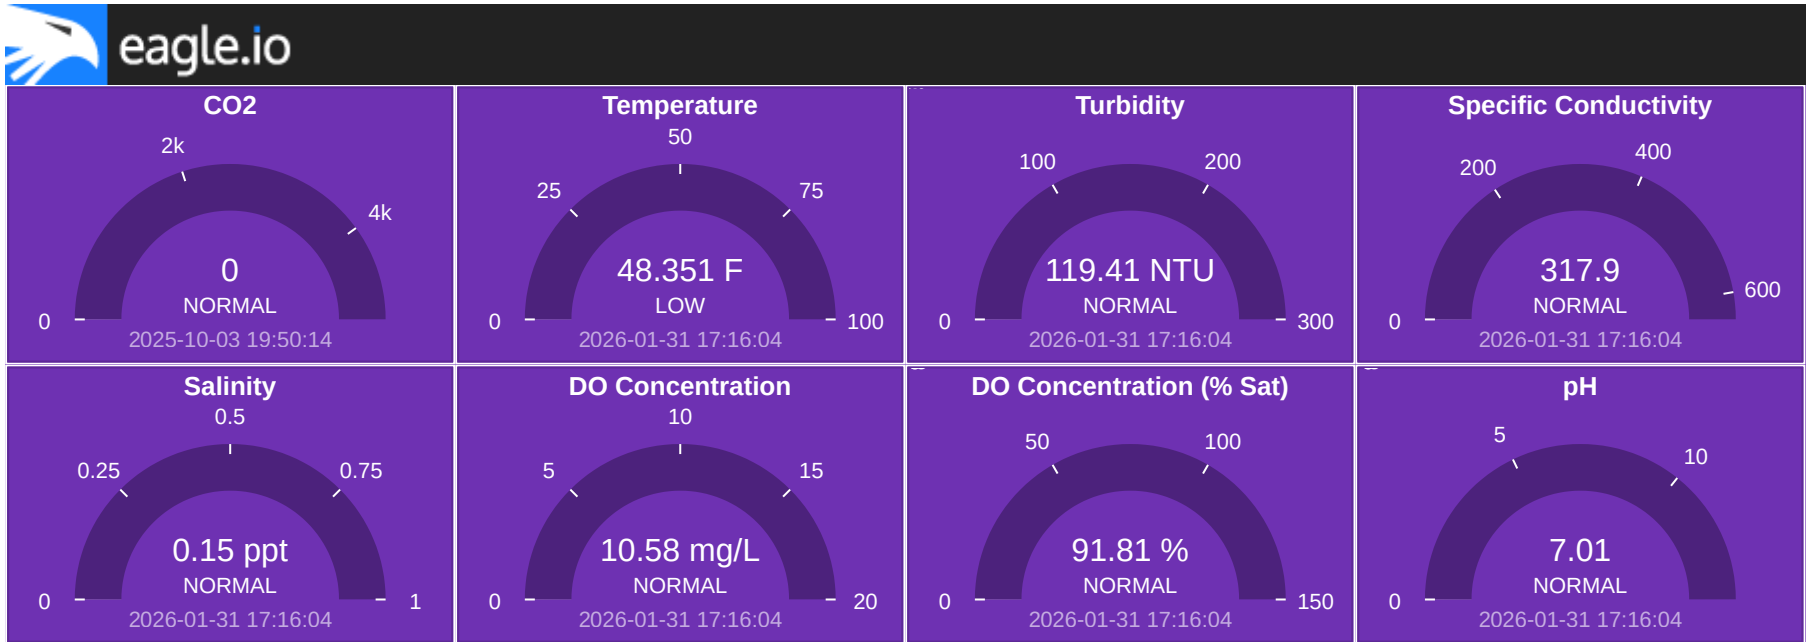 eagle.io
CO2
2k
4k
0
0
NORMAL
2025-10-03 19:50:14
Temperature
50
25
75
48.351 F
LOW
0
100
2026-01-31 17:16:04
Turbidity
100
200
119.41 NTU
NORMAL
0
300
2026-01-31 17:16:04
Specific Conductivity
400
200
317.9
600
NORMAL
0
2026-01-31 17:16:04
Salinity
0.5
0.25
0.75
0.15 ppt
NORMAL
0
1
2026-01-31 17:16:04
DO Concentration
10
5
15
10.58 mg/L
NORMAL
0
20
2026-01-31 17:16:04
DO Concentration (% Sat)
50
100
91.81 %
NORMAL
0
150
2026-01-31 17:16:04
pH
5
10
7.01
NORMAL
0
2026-01-31 17:16:04